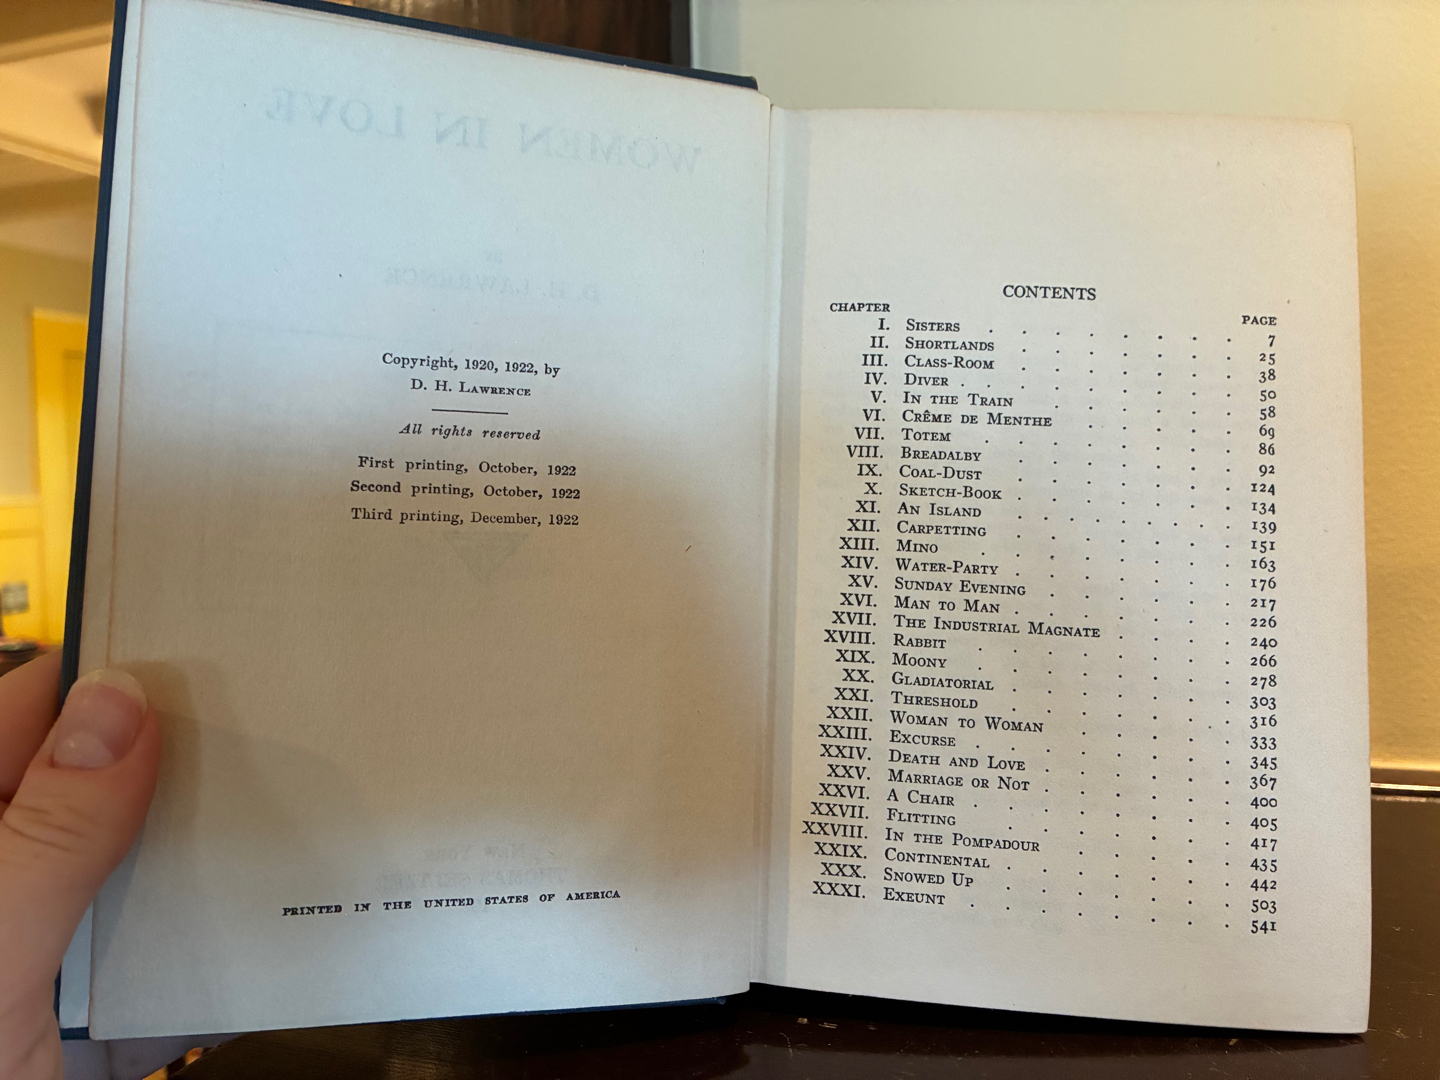 WOMEN IN LOVE
BY
D. H. LAWRENCE
Copyright, 1920, 1922, by
D. H. LAWRENCE
All rights reserved
First printing, October, 1922
Second printing, October, 1922
Third printing, December, 1922
NEW YORK
PRINTED IN THE UNITED STATES OF AMERICA
CONTENTS
CHAPTER PAGE
I. SISTERS 7
II. SHORTLANDS 25
III. CLASS-ROOM 38
IV. DIVER 50
V. IN THE TRAIN 58
VI. CRÊME DE MENTHE 69
VII. TOTEM 86
VIII. BREADALBY 92
IX. COAL-DUST 124
X. SKETCH-BOOK 134
XI. AN ISLAND 139
XII. CARPETTING 151
XIII. MINO 163
XIV. WATER-PARTY 176
XV. SUNDAY EVENING 217
XVI. MAN TO MAN 226
XVII. THE INDUSTRIAL MAGNATE 240
XVIII. RABBIT 266
XIX. MOONY 278
XX. GLADIATORIAL 303
XXI. THRESHOLD 316
XXII. WOMAN TO WOMAN 333
XXIII. EXCURSE 345
XXIV. DEATH AND LOVE 367
XXV. MARRIAGE OR NOT 400
XXVI. A CHAIR 405
XXVII. FLITTING 417
XXVIII. IN THE POMPADOUR 435
XXIX. CONTINENTAL 442
XXX. SNOWED UP 503
XXXI. EXEUNT 541